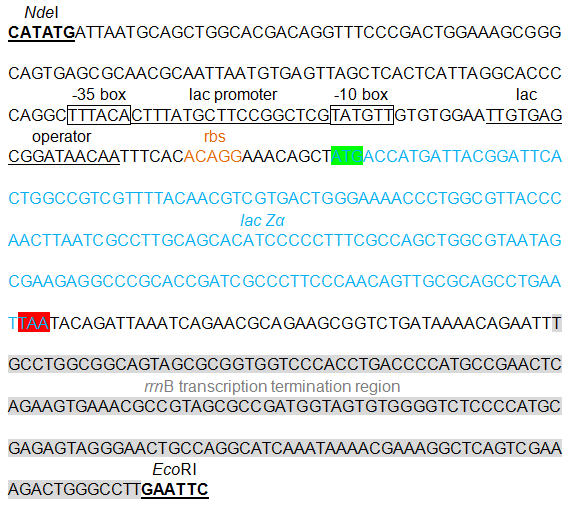 NdeI
CATATGATTAATGCAGCTGGCACGACAGGTTTCCCGACTGGAAAGCGGG
CAGTGAGCGCAACGCAATTAATGTGAGTTAGCTCACTCATTAGGCACCCC
-35 box lac promoter -10 box lac
CAGGCTTTACACTTTATGCTTCCGGCTCGTATGTTGTGTGGAATTGTGAG
operator rbs
CGGATAACAATTTCACACAGGAAACAGCTATGACCATGATTACGGATTCA
CTGGCCGTCGTTTTACAACGTCGTGACTGGGAAAACCCTGGCGTTACCC
lac Zα
AACTTAATCGCCTTGCAGCACATCCCCCTTTCGCCAGCTGGCGTAATAG
CGAAGAGGCCCGCACCGATCGCCCTTCCCAACAGTTGCGCAGCCTGAA
TTAATACAGATTAAATCAGAACGCAGAAGCGGTCTGATAAAACAGAATTT
GCCTGGCGGCAGTAGCGCGGTGGTCCCACCTGACCCCATGCCGAACTC
rrnB transcription termination region
AGAAGTGAAACGCCGTAGCGCCGATGGTAGTGTGGGGTCTCCCCATGC
GAGAGTAGGGAACTGCCAGGCATCAAATAAAACGAAAGGCTCAGTCGAA
EcoRI
AGACTGGGCCTTGAATTC